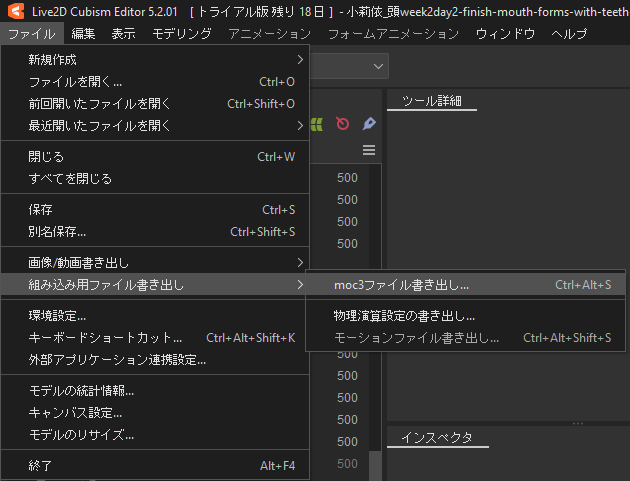 Live2D Cubism Editor 5.2.01 [ トライアル版 残り 18 日 ] - 小莉依_頭week2day2-finish-mouth-forms-with-teeth
ファイル 編集 表示 モデリング アニメーション フォームアニメーション ウィンドウ ヘルプ
新規作成
ファイルを開く... Ctrl+O
前回開いたファイルを開く Ctrl+Shift+O
最近開いたファイルを開く
閉じる Ctrl+W
すべてを閉じる
保存 Ctrl+S
別名保存... Ctrl+Shift+S
画像/動画書き出し
組み込み用ファイル書き出し
環境設定...
キーボードショートカット... Ctrl+Alt+Shift+K
外部アプリケーション連携設定...
モデルの統計情報...
キャンバス設定...
モデルのリサイズ...
終了 Alt+F4
moc3ファイル書き出し... Ctrl+Alt+S
物理演算設定の書き出し...
モーションファイル書き出し... Ctrl+Alt+Shift+S
500
500
500
500
500
500
500
500
500
500
ツール詳細
インスペクタ